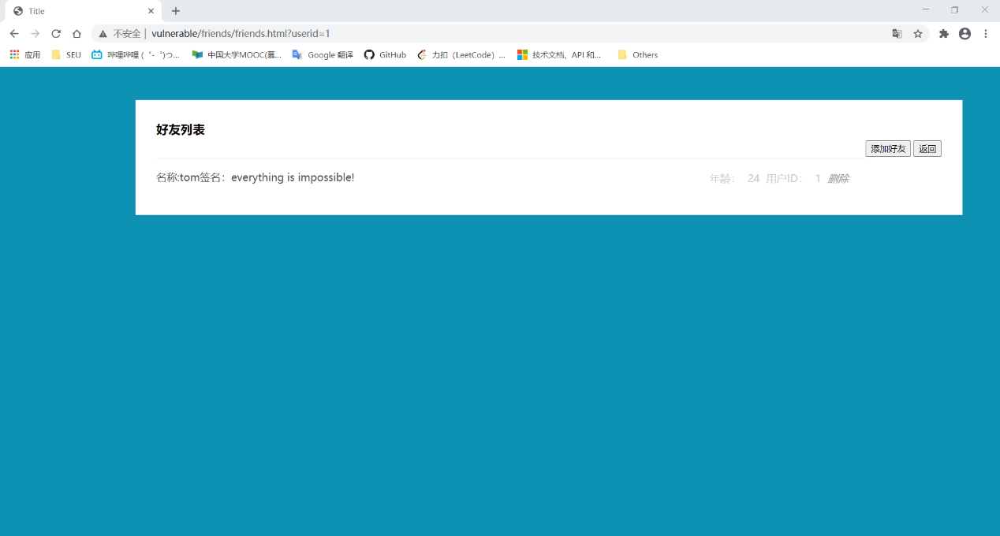 Title
不安全 | vulnerable/friends/friends.html?userid=1
应用 SEU 哔哩哔哩 (゜-゜)つ... 中国大学MOOC(慕... Google 翻译 GitHub 力扣（LeetCode）... 技术文档、API 和... Others
好友列表
添加好友 返回
名称:tom签名：everything is impossible! 年龄： 24 用户ID： 1 删除